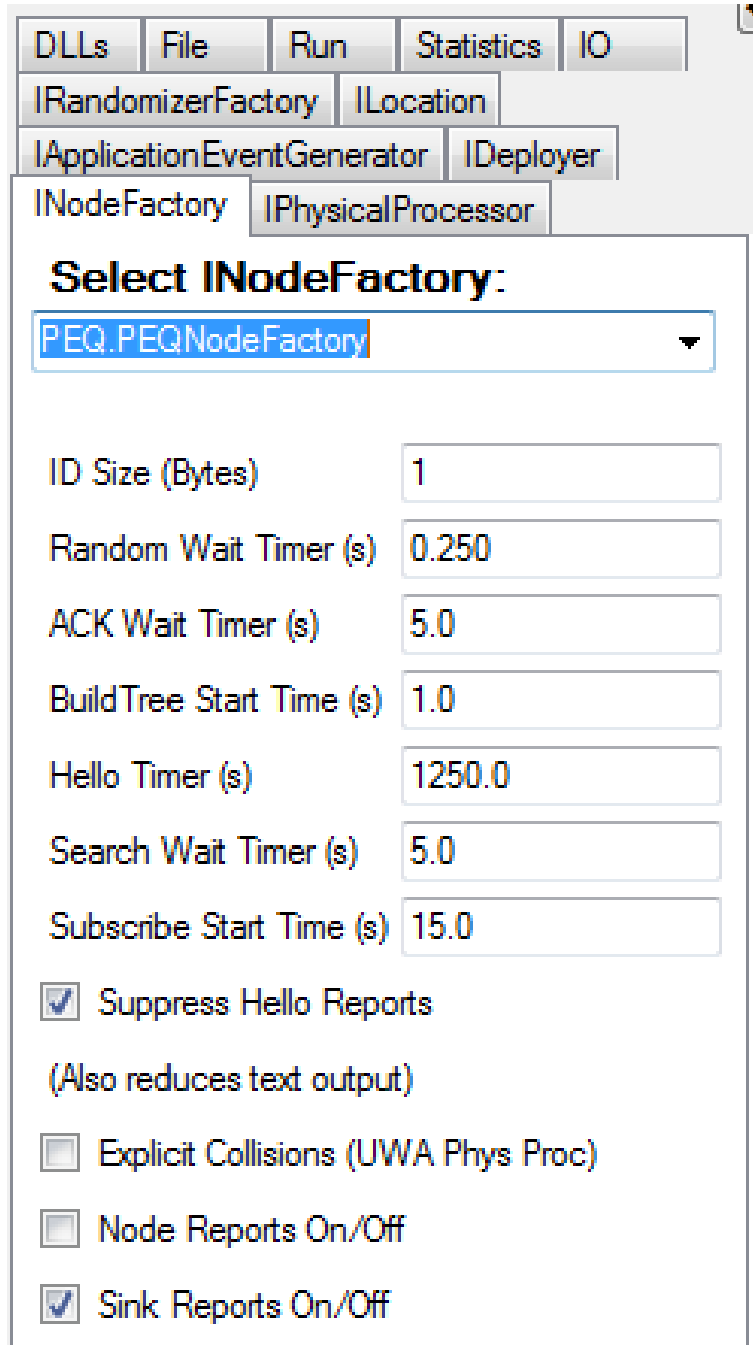 DLLs File Run Statistics IO
IRandomizerFactory ILocation
IApplicationEventGenerator IDeployer
INodeFactory IPhysicalProcessor
Select INodeFactory:
PEQ.PEQNodeFactory
ID Size (Bytes) 1
Random Wait Timer (s) 0.250
ACK Wait Timer (s) 5.0
BuildTree Start Time (s) 1.0
Hello Timer (s) 1250.0
Search Wait Timer (s) 5.0
Subscribe Start Time (s) 15.0
Suppress Hello Reports
(Also reduces text output)
Explicit Collisions (UWA Phys Proc)
Node Reports On/Off
Sink Reports On/Off